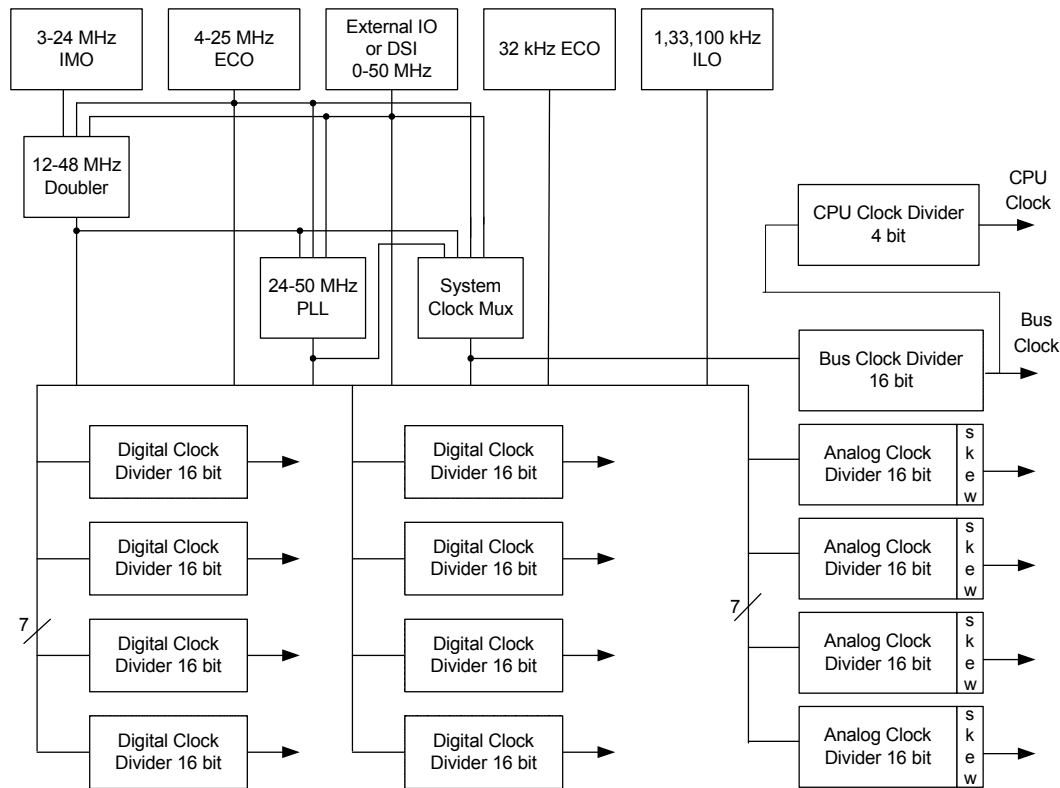 3-24 MHz
IMO
4-25 MHz
ECO
External IO
or DSI
0-50 MHz
32 kHz ECO
1,33,100 kHz
ILO
12-48 MHz
Doubler
24-50 MHz
PLL
System
Clock Mux
CPU Clock Divider
4 bit
CPU
Clock
Bus Clock Divider
16 bit
Bus
Clock
7
Digital Clock
Divider 16 bit
Digital Clock
Divider 16 bit
Digital Clock
Divider 16 bit
Digital Clock
Divider 16 bit
Digital Clock
Divider 16 bit
Digital Clock
Divider 16 bit
Digital Clock
Divider 16 bit
Digital Clock
Divider 16 bit
7
Analog Clock
Divider 16 bit
skew
Analog Clock
Divider 16 bit
skew
Analog Clock
Divider 16 bit
skew
Analog Clock
Divider 16 bit
skew